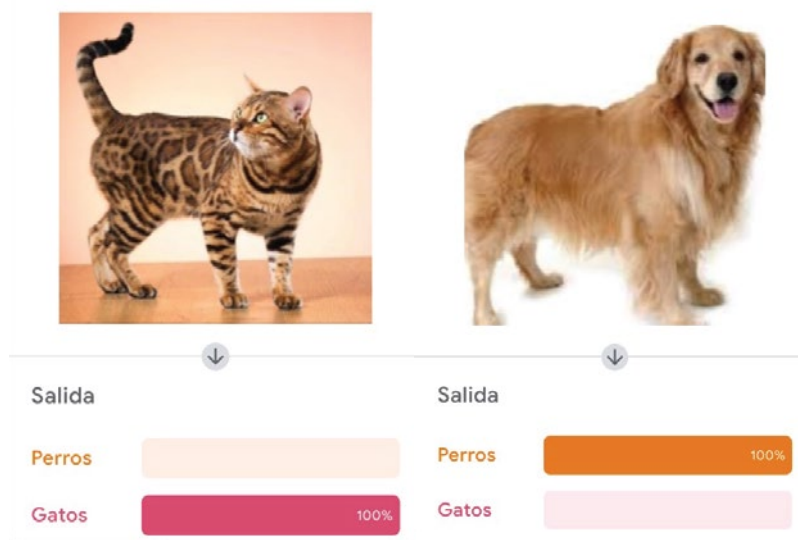 Salida
Perros
Gatos 100%
Salida
Perros 100%
Gatos